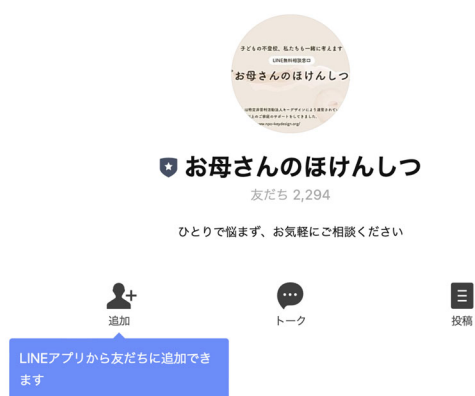 子どもの不登校、私たちも一緒に考えます
LINE無料相談窓口
お母さんのほけんしつ
お母さんのほけんしつ
友だち 2,294
ひとりで悩まず、お気軽にご相談ください
追加
トーク
投稿
LINEアプリから友だちに追加でき
ます